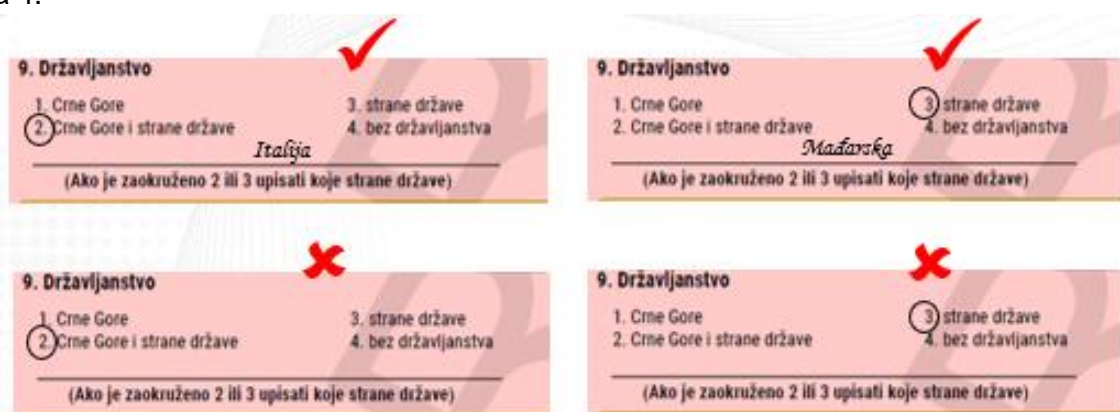 9. Državljanstvo
1. Crne Gore
3. strane države
2. Crne Gore i strane države
4. bez državljanstva
Italija
(Ako je zaokruženo 2 ili 3 upisati koje strane države)
9. Državljanstvo
1. Crne Gore
3. strane države
2. Crne Gore i strane države
4. bez državljanstva
Mađarska
(Ako je zaokruženo 2 ili 3 upisati koje strane države)
9. Državljanstvo
1. Crne Gore
3. strane države
2. Crne Gore i strane države
4. bez državljanstva
(Ako je zaokruženo 2 ili 3 upisati koje strane države)
9. Državljanstvo
1. Crne Gore
3. strane države
2. Crne Gore i strane države
4. bez državljanstva
(Ako je zaokruženo 2 ili 3 upisati koje strane države)